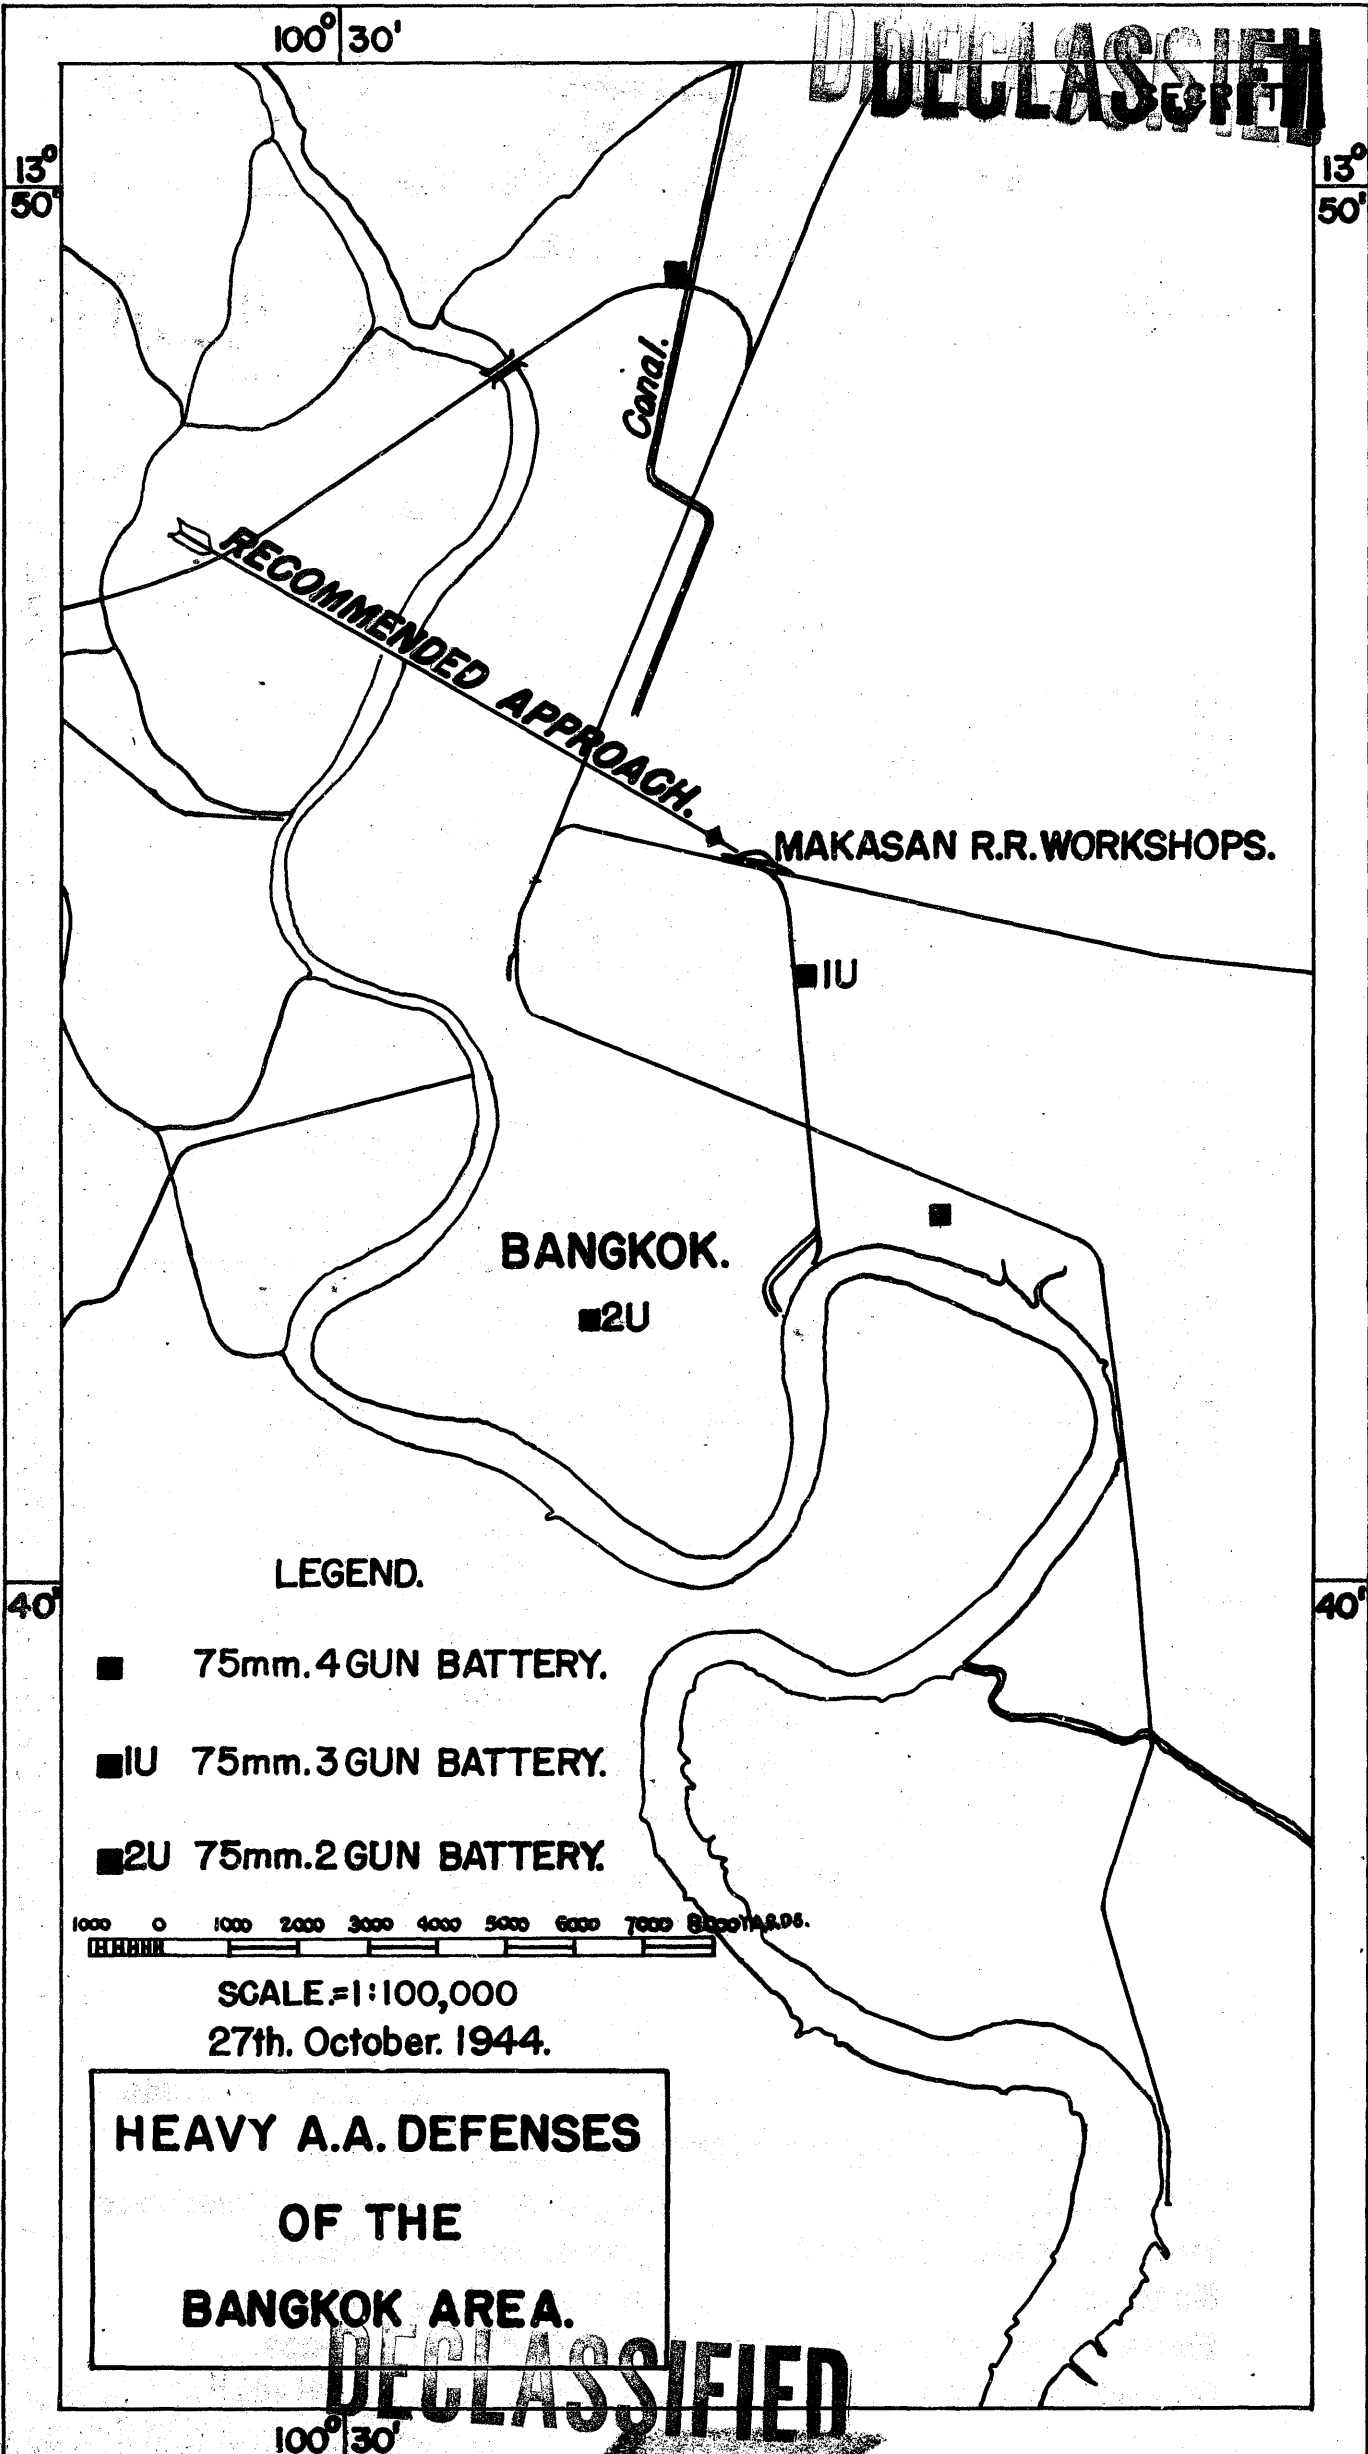 100° 30'
DECLASSIFIED
SECRET
13°
50'
13°
50'
Canal.
RECOMMENDED APPROACH.
MAKASAN R.R. WORKSHOPS.
1U
BANGKOK.
2U
LEGEND.
40'
40'
75mm. 4 GUN BATTERY.
1U 75mm. 3 GUN BATTERY.
2U 75mm. 2 GUN BATTERY.
1000 0 1000 2000 3000 4000 5000 6000 7000 8000 YARDS.
SCALE.=1:100,000
27th. October. 1944.
HEAVY A.A. DEFENSES
OF THE
BANGKOK AREA.
DECLASSIFIED
100° 30'